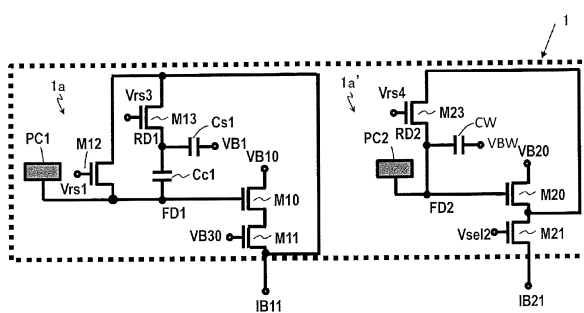 1
1a
1a'
Vrs3
M13
Cs1
RD1
VB1
PC1
M12
Vrs1
Cc1
VB10
M10
FD1
VB30
M11
IB11
Vrs4
M23
CW
RD2
VBW
PC2
VB20
M20
FD2
Vsel2
M21
IB21